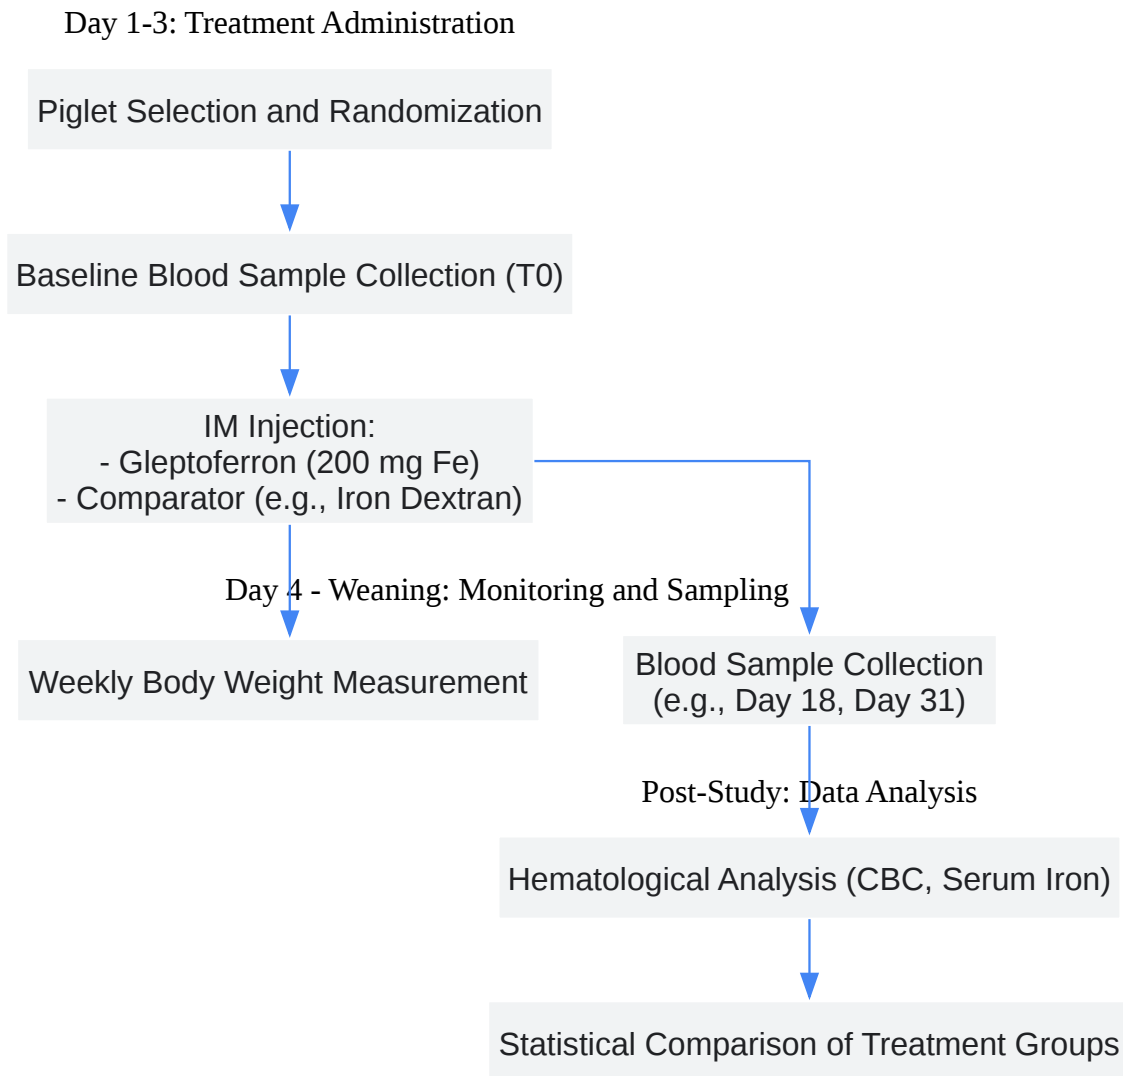 Day 1-3: Treatment Administration
Piglet Selection and Randomization
Baseline Blood Sample Collection (T0)
IM Injection:
- Gleptoferron (200 mg Fe)
- Comparator (e.g., Iron Dextran)
Day 4 - Weaning: Monitoring and Sampling
Weekly Body Weight Measurement
Blood Sample Collection
(e.g., Day 18, Day 31)
Post-Study: Data Analysis
Hematological Analysis (CBC, Serum Iron)
Statistical Comparison of Treatment Groups